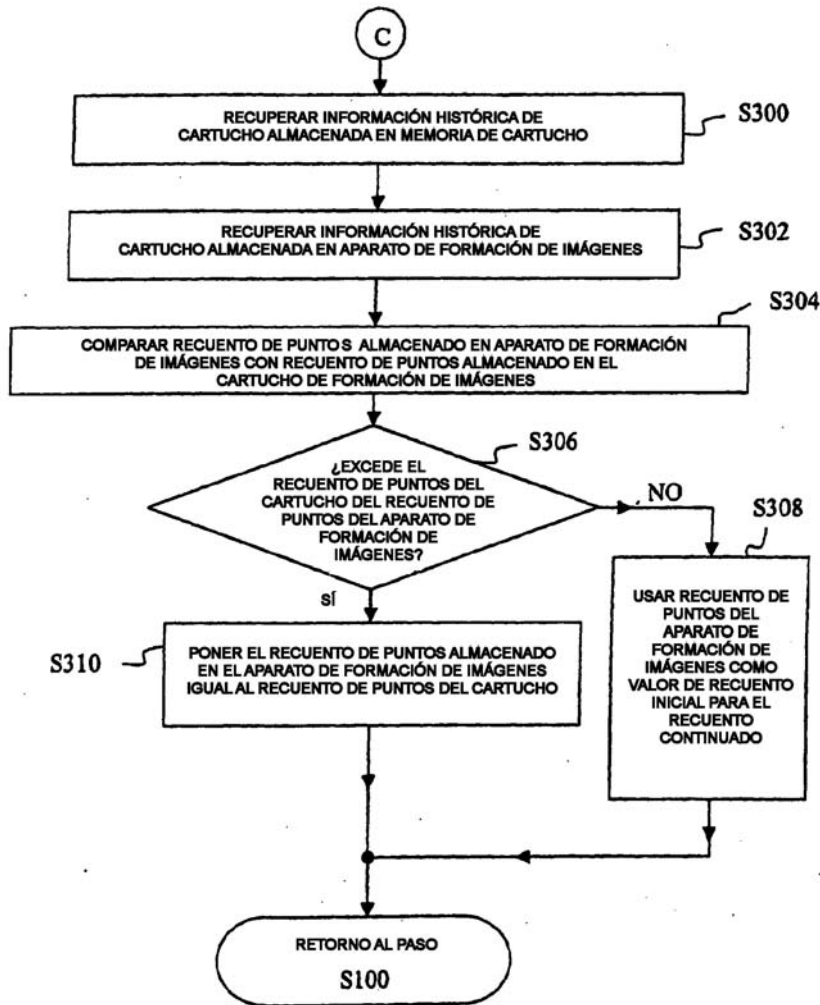 C
RECUPERAR INFORMACIÓN HISTÓRICA DE
CARTUCHO ALMACENADA EN MEMORIA DE CARTUCHO
S300
RECUPERAR INFORMACIÓN HISTÓRICA DE
CARTUCHO ALMACENADA EN APARATO DE FORMACIÓN DE IMÁGENES
S302
S304
COMPARAR RECUENTO DE PUNTOS ALMACENADO EN APARATO DE FORMACIÓN
DE IMÁGENES CON RECUENTO DE PUNTOS ALMACENADO EN EL
CARTUCHO DE FORMACIÓN DE IMÁGENES
S306
¿EXCEDE EL
RECUENTO DE PUNTOS DEL
CARTUCHO DEL RECUENTO DE
PUNTOS DEL APARATO DE
FORMACIÓN DE
IMÁGENES?
NO
SÍ
S308
USAR RECUENTO DE
PUNTOS DEL
APARATO DE
FORMACIÓN DE
IMÁGENES COMO
VALOR DE RECUENTO
INICIAL PARA EL
RECUENTO
CONTINUADO
S310
PONER EL RECUENTO DE PUNTOS ALMACENADO
EN EL APARATO DE FORMACIÓN DE IMÁGENES
IGUAL AL RECUENTO DE PUNTOS DEL CARTUCHO
RETORNO AL PASO
S100